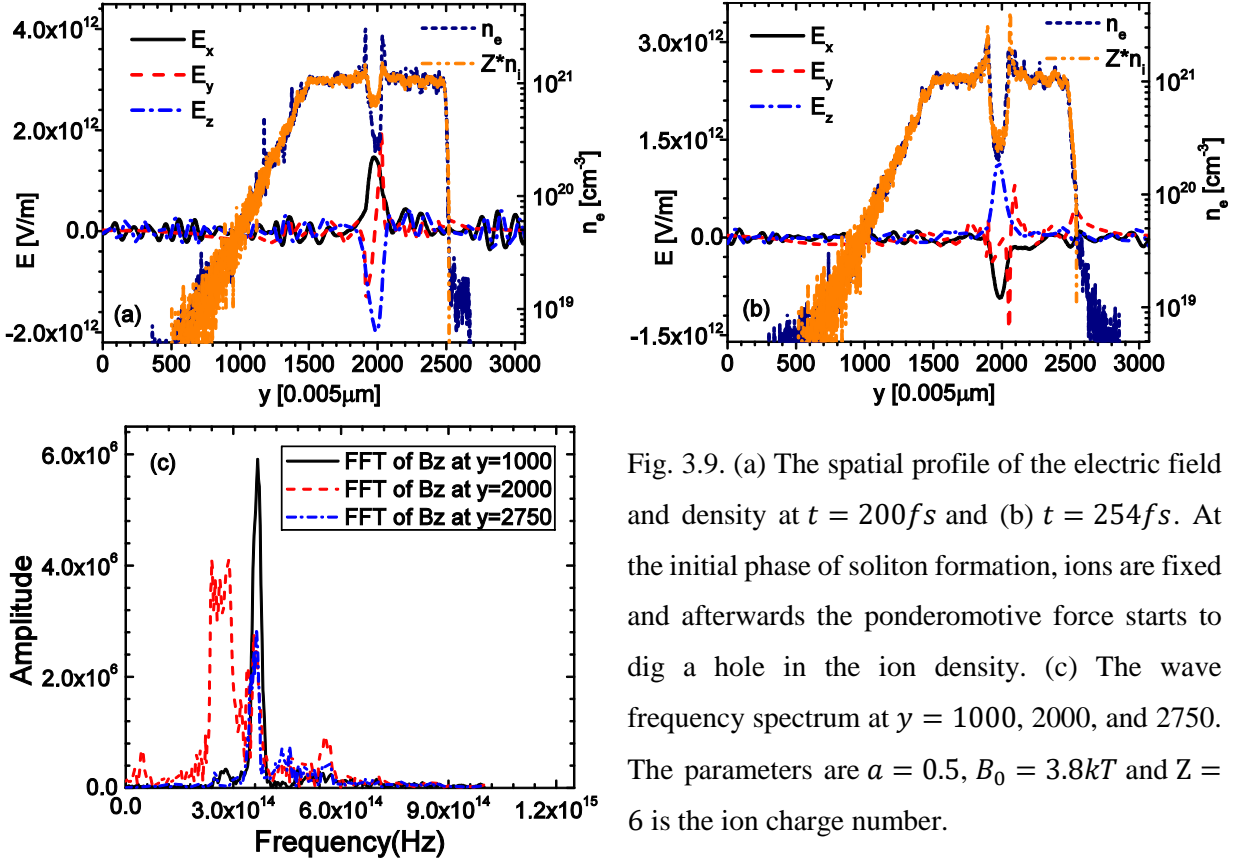 4.0x10^12
2.0x10^12
0.0
-2.0x10^12
E [V/m]
E_x
E_y
E_z
n_e
Z*n_i
10^21
10^20
10^19
n_e [cm^-3]
(a)
0 500 1000 1500 2000 2500 3000
y [0.005μm]
3.0x10^12
1.5x10^12
0.0
-1.5x10^12
E [V/m]
E_x
E_y
E_z
n_e
Z*n_i
10^21
10^20
10^19
n_e [cm^-3]
(b)
0 500 1000 1500 2000 2500 3000
y [0.005μm]
6.0x10^6
4.0x10^6
2.0x10^6
0.0
Amplitude
(c)
FFT of Bz at y=1000
FFT of Bz at y=2000
FFT of Bz at y=2750
0.0 3.0x10^14 6.0x10^14 9.0x10^14 1.2x10^15
Frequency(Hz)
Fig. 3.9. (a) The spatial profile of the electric field
and density at t = 200fs and (b) t = 254fs. At
the initial phase of soliton formation, ions are fixed
and afterwards the ponderomotive force starts to
dig a hole in the ion density. (c) The wave
frequency spectrum at y = 1000, 2000, and 2750.
The parameters are a = 0.5, B_0 = 3.8kT and Z =
6 is the ion charge number.